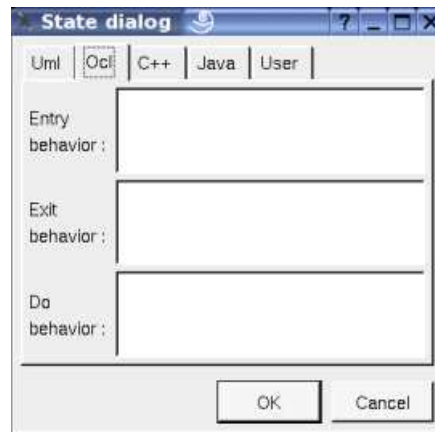 State dialog ? _ X
Uml Ocl C++ Java User
Entry
behavior :
Exit
behavior :
Do
behavior :
OK Cancel